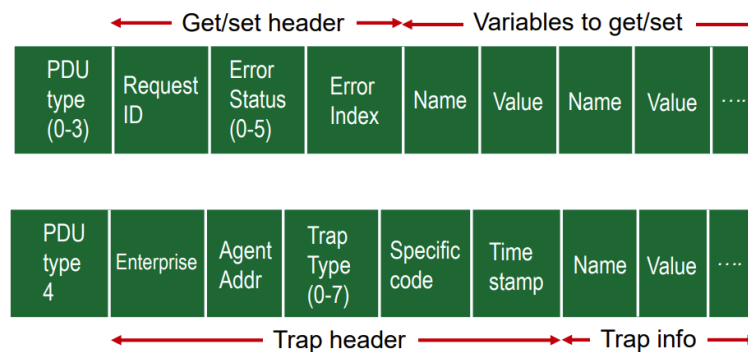 Get/set header Variables to get/set
PDU type (0-3) Request ID Error Status (0-5) Error Index Name Value Name Value ....
PDU type 4 Enterprise Agent Addr Trap Type (0-7) Specific code Time stamp Name Value ....
Trap header Trap info